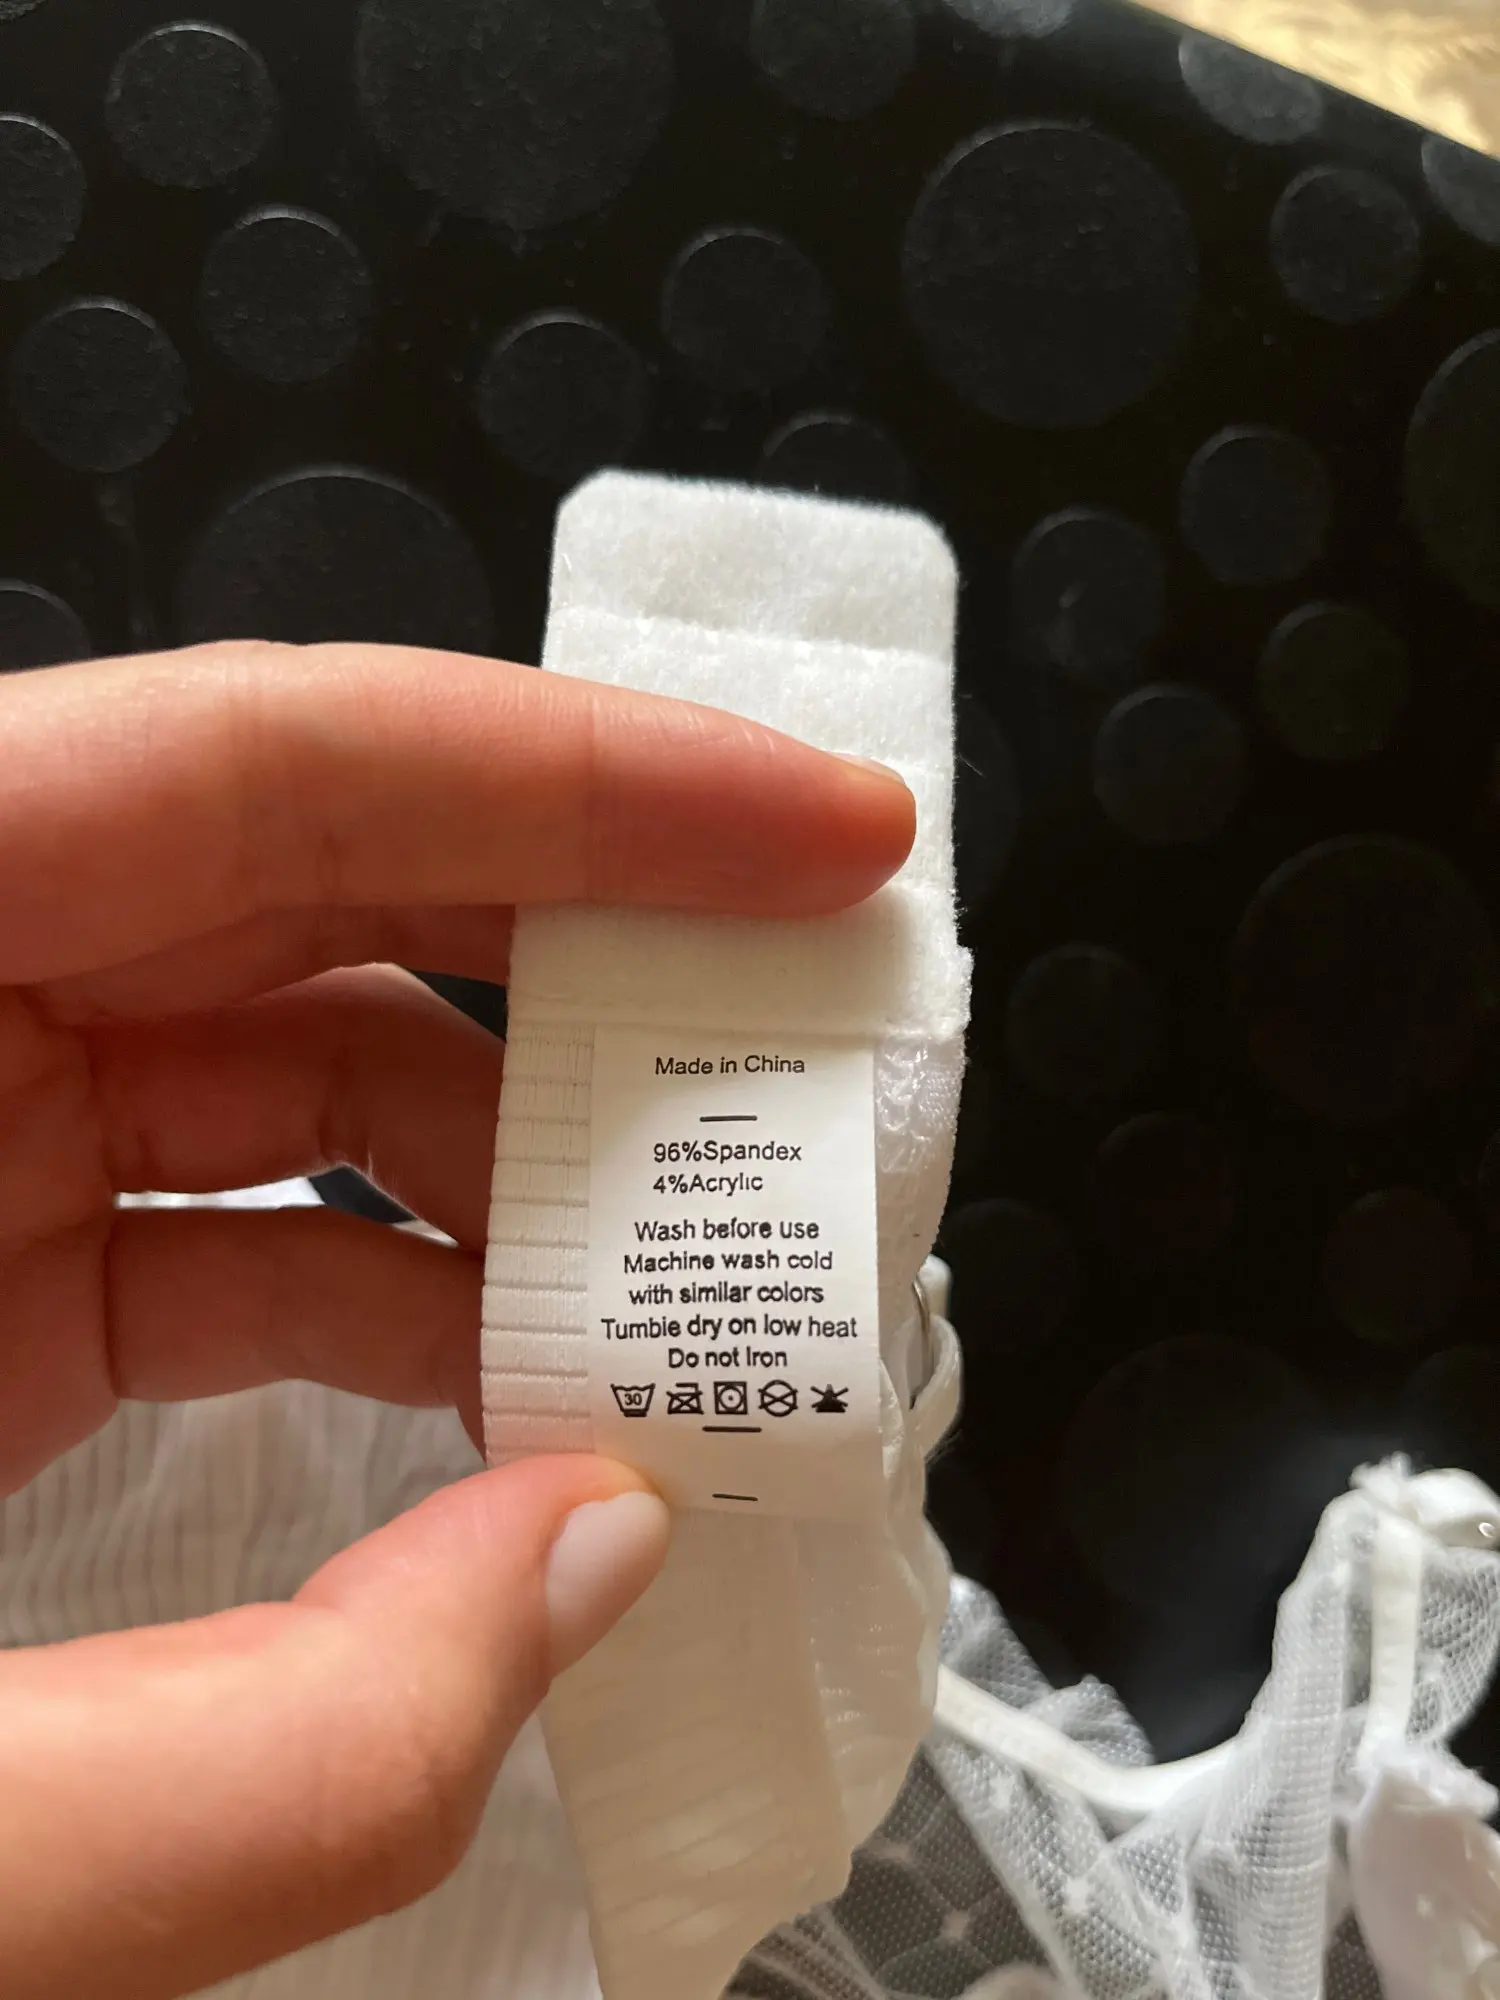 Made in China
96%Spandex
4%Acrylic
Wash before use
Machine wash cold
with similar colors
Tumble dry on low heat
Do not Iron
30